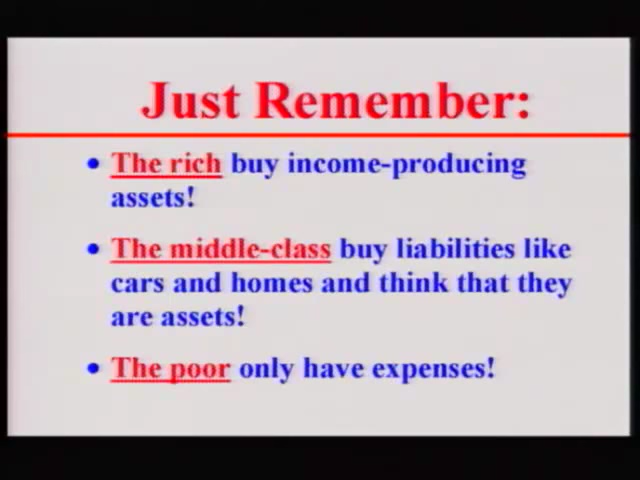 Just Remember:
• The rich buy income-producing
assets!
• The middle-class buy liabilities like
cars and homes and think that they
are assets!
• The poor only have expenses!